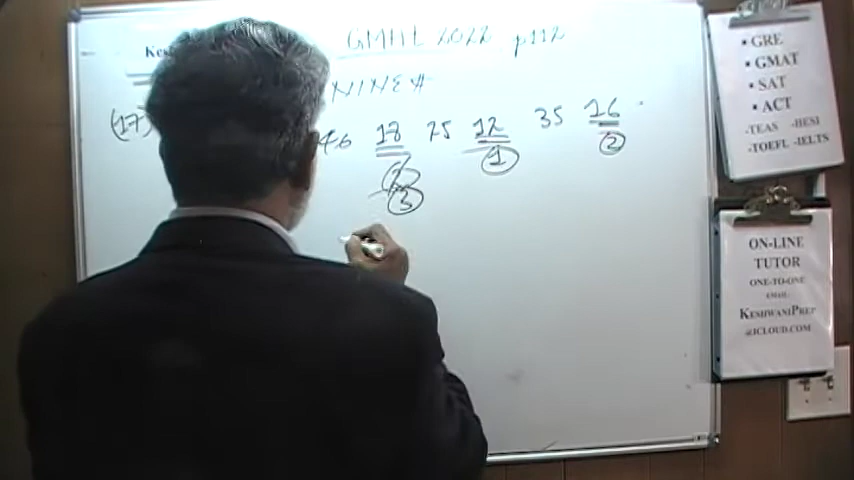 GMAT 2022 p112
NINE #
(17) 46 18 25 12 35 16
3 1 2
• GRE
• GMAT
• SAT
• ACT
-TEAS -HESI
-TOEFL -IELTS
ON-LINE
TUTOR
ONE-TO-ONE
EMAIL
KESHWANIPREP
@ICLOUD.COM